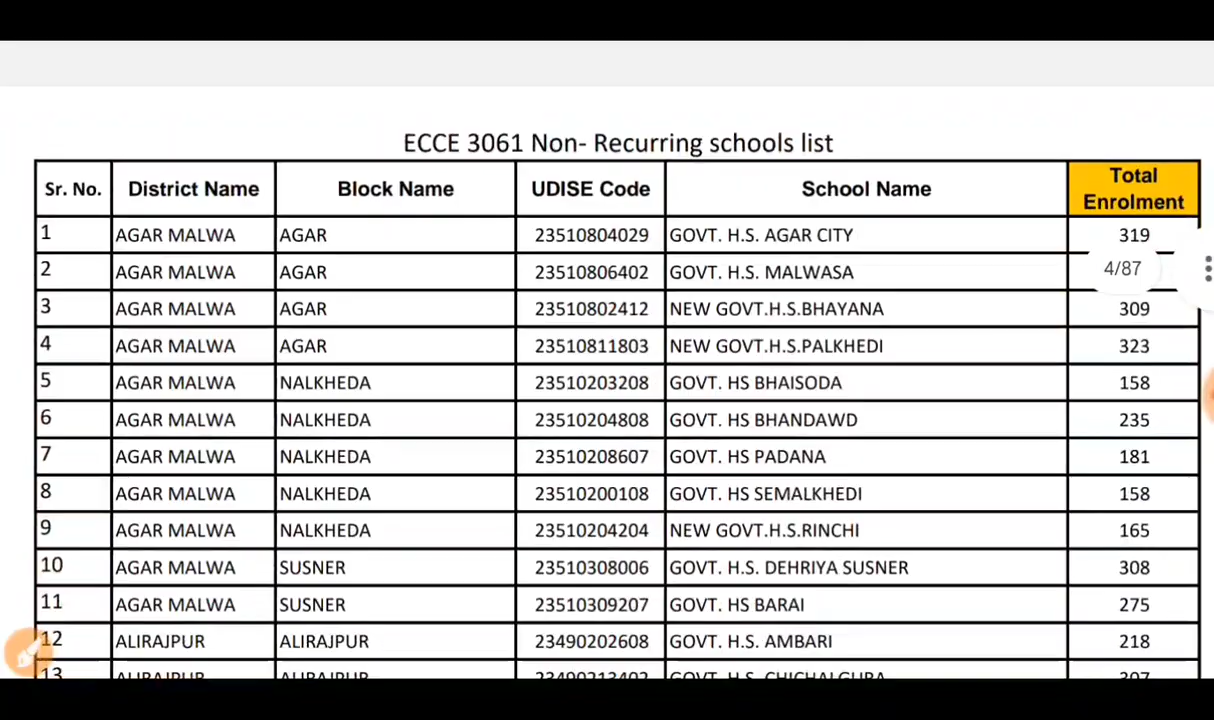 ECCE 3061 Non- Recurring schools list
Sr. No. District Name Block Name UDISE Code School Name Total Enrolment
1 AGAR MALWA AGAR 23510804029 GOVT. H.S. AGAR CITY 319
2 AGAR MALWA AGAR 23510806402 GOVT. H.S. MALWASA
4/87
3 AGAR MALWA AGAR 23510802412 NEW GOVT.H.S.BHAYANA 309
4 AGAR MALWA AGAR 23510811803 NEW GOVT.H.S.PALKHEDI 323
5 AGAR MALWA NALKHEDA 23510203208 GOVT. HS BHAISODA 158
6 AGAR MALWA NALKHEDA 23510204808 GOVT. HS BHANDAWD 235
7 AGAR MALWA NALKHEDA 23510208607 GOVT. HS PADANA 181
8 AGAR MALWA NALKHEDA 23510200108 GOVT. HS SEMALKHEDI 158
9 AGAR MALWA NALKHEDA 23510204204 NEW GOVT.H.S.RINCHI 165
10 AGAR MALWA SUSNER 23510308006 GOVT. H.S. DEHRIYA SUSNER 308
11 AGAR MALWA SUSNER 23510309207 GOVT. HS BARAI 275
12 ALIRAJPUR ALIRAJPUR 23490202608 GOVT. H.S. AMBARI 218
13 ALIRAJPUR ALIRAJPUR